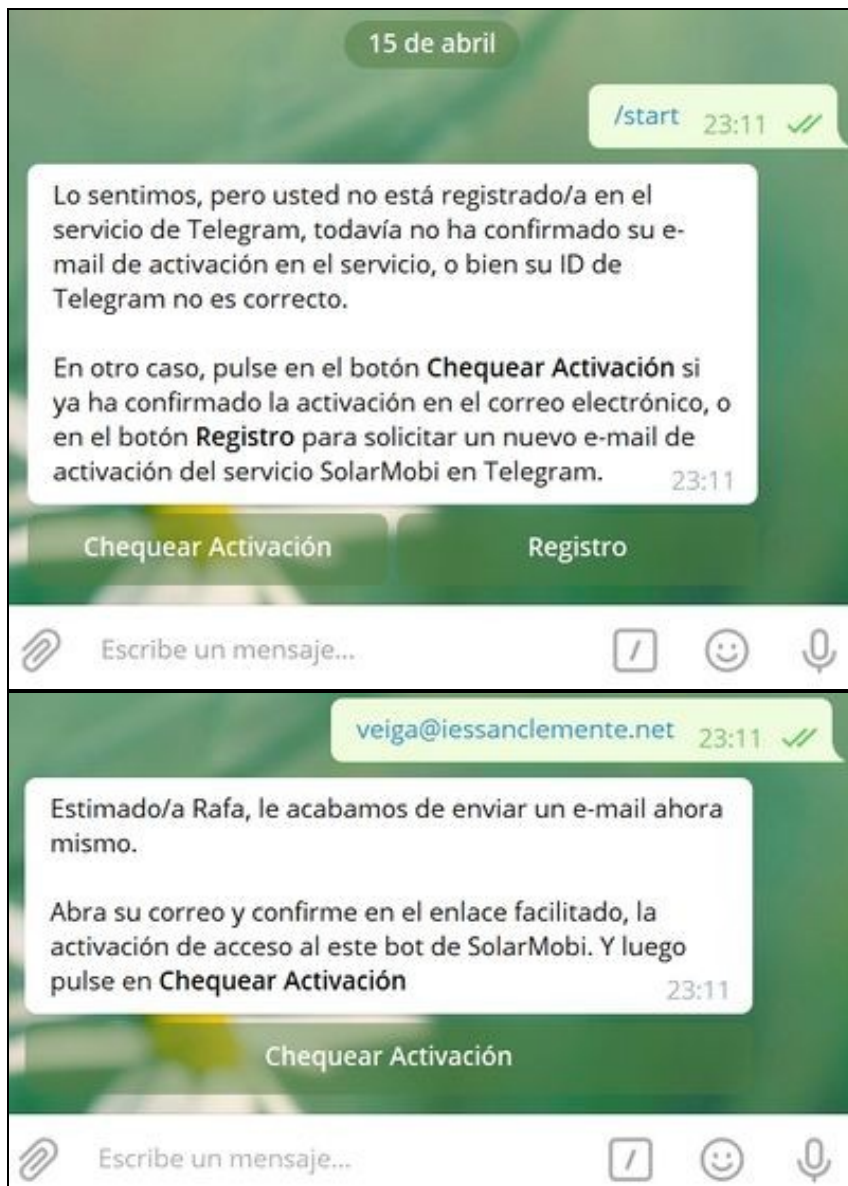 15 de abril
/start 23:11
Lo sentimos, pero usted no está registrado/a en el
servicio de Telegram, todavía no ha confirmado su e-
mail de activación en el servicio, o bien su ID de
Telegram no es correcto.
En otro caso, pulse en el botón Chequear Activación si
ya ha confirmado la activación en el correo electrónico, o
en el botón Registro para solicitar un nuevo e-mail de
activación del servicio SolarMobi en Telegram. 23:11
Chequear Activación Registro
Escribe un mensaje...
veiga@iessanclemente.net 23:11
Estimado/a Rafa, le acabamos de enviar un e-mail ahora
mismo.
Abra su correo y confirme en el enlace facilitado, la
activación de acceso al este bot de SolarMobi. Y luego
pulse en Chequear Activación 23:11
Chequear Activación
Escribe un mensaje...